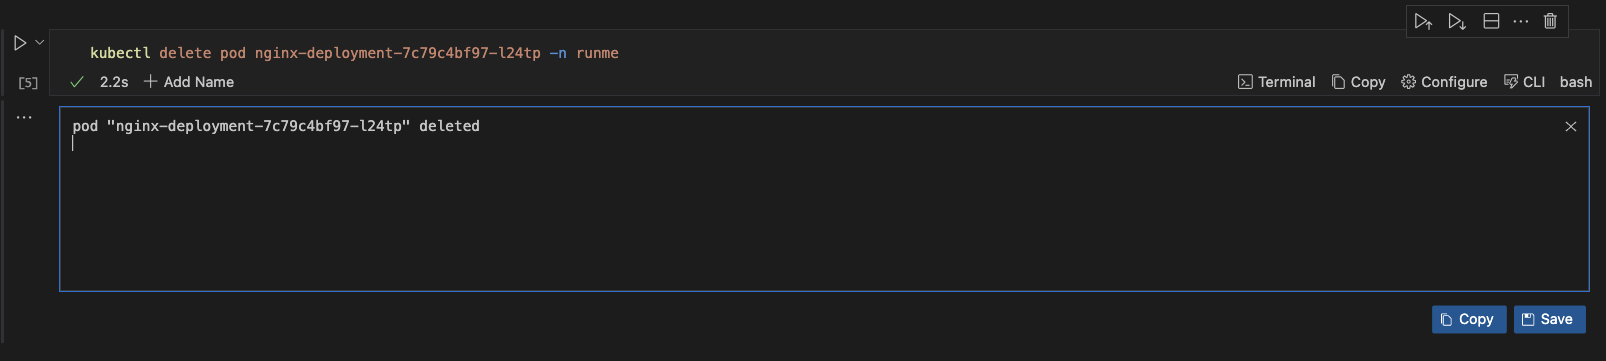 kubectl delete pod nginx-deployment-7c79c4bf97-l24tp -n runme
[5]
2.2s
Add Name
Terminal
Copy
Configure
CLI
bash
pod "nginx-deployment-7c79c4bf97-l24tp" deleted
Copy
Save